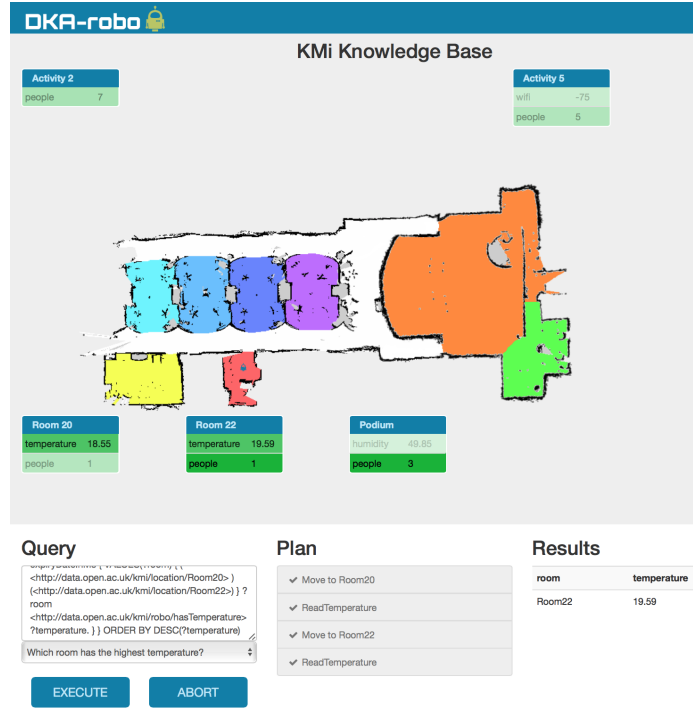 DKA-robo
KMi Knowledge Base
Activity 2
people 7
Activity 5
wifi -75
people 5
Room 20
temperature 18.55
people 1
Room 22
temperature 19.59
people 1
Podium
humidity 49.85
people 3
Query
<http://data.open.ac.uk/kmi/location/Room20> )
(<http://data.open.ac.uk/kmi/location/Room22>) } ?
room
<http://data.open.ac.uk/kmi/robo/hasTemperature>
?temperature. } } ORDER BY DESC(?temperature)
Which room has the highest temperature?
EXECUTE ABORT
Plan
✔ Move to Room20
✔ ReadTemperature
✔ Move to Room22
✔ ReadTemperature
Results
room temperature
Room22 19.59